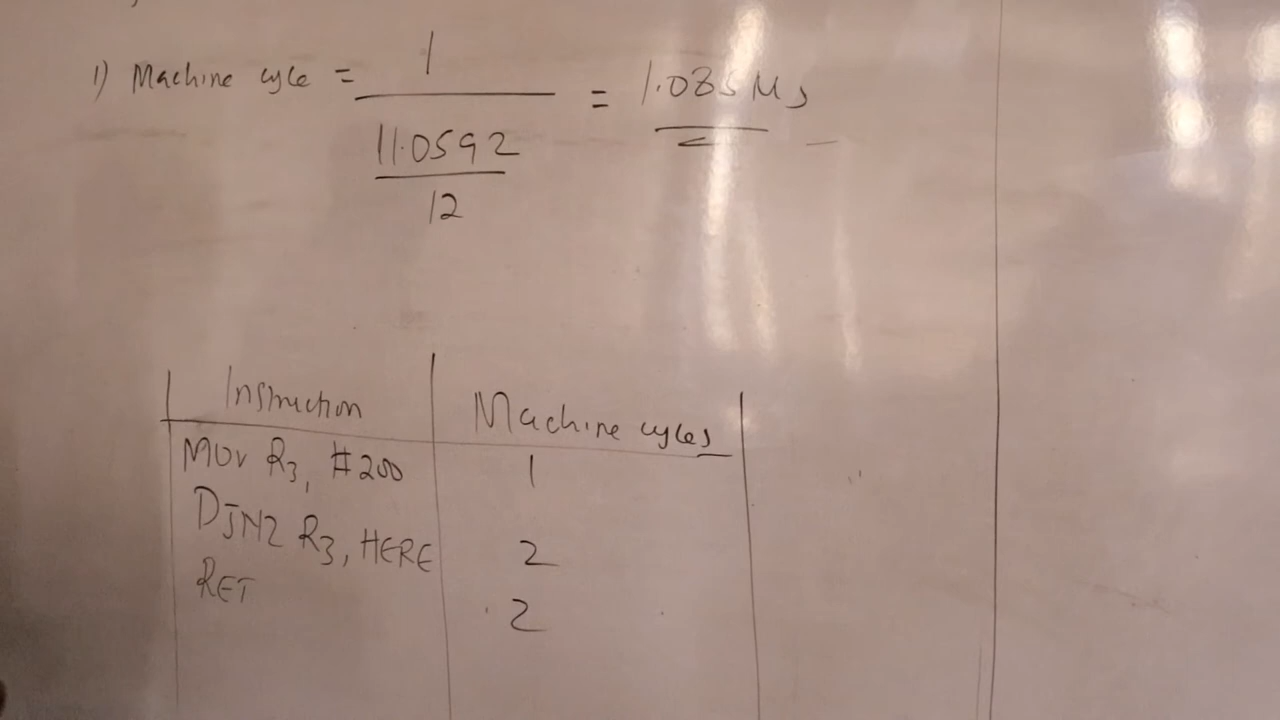 1) Machine cycle = 1 / 11.0592 / 12 = 1.085 Ms
Instruction Machine cycles
MOV R3, #200 1
DJNZ R3, HERE 2
RET 2